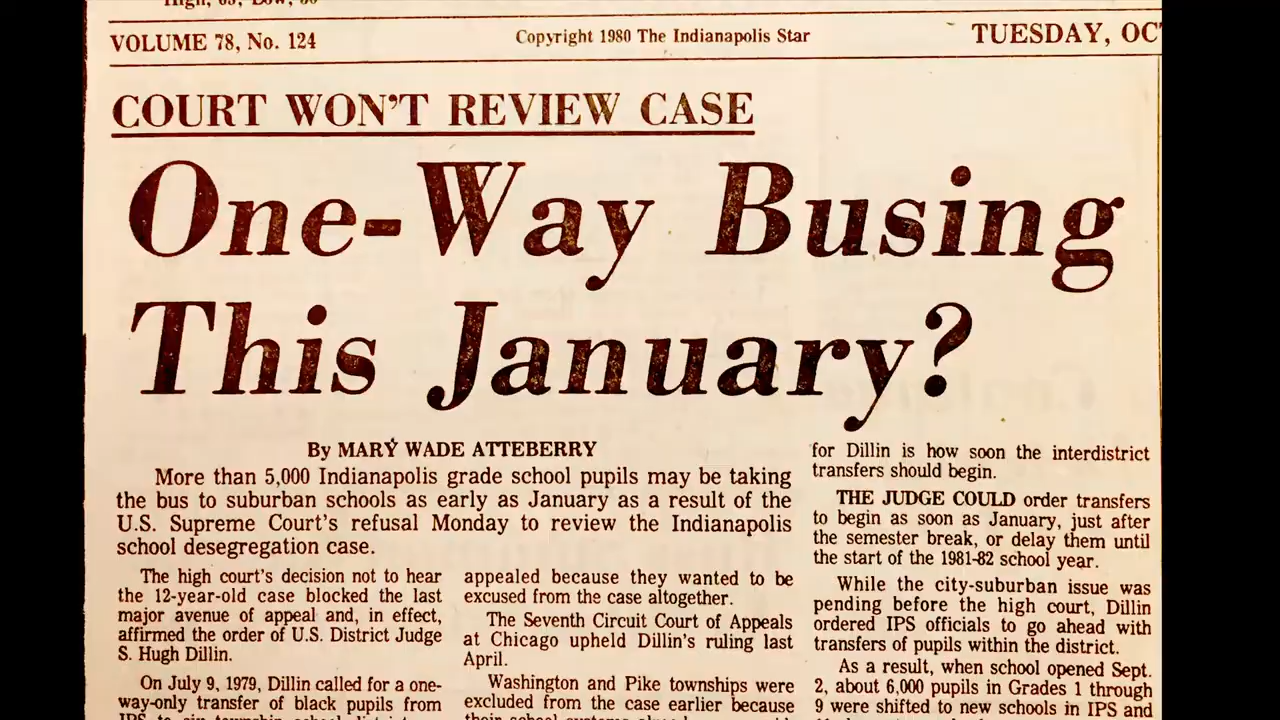 High, 65; Low, 50
VOLUME 78, No. 124
Copyright 1980 The Indianapolis Star
TUESDAY, OC
COURT WON'T REVIEW CASE
One-Way Busing
This January?
By MARY WADE ATTEBERRY
More than 5,000 Indianapolis grade school pupils may be taking
the bus to suburban schools as early as January as a result of the
U.S. Supreme Court's refusal Monday to review the Indianapolis
school desegregation case.
The high court's decision not to hear
the 12-year-old case blocked the last
major avenue of appeal and, in effect,
affirmed the order of U.S. District Judge
S. Hugh Dillin.
On July 9, 1979, Dillin called for a one-
way-only transfer of black pupils from
IPS to six township school
appealed because they wanted to be
excused from the case altogether.
The Seventh Circuit Court of Appeals
at Chicago upheld Dillin's ruling last
April.
Washington and Pike townships were
excluded from the case earlier because
their school systems
for Dillin is how soon the interdistrict
transfers should begin.
THE JUDGE COULD order transfers
to begin as soon as January, just after
the semester break, or delay them until
the start of the 1981-82 school year.
While the city-suburban issue was
pending before the high court, Dillin
ordered IPS officials to go ahead with
transfers of pupils within the district.
As a result, when school opened Sept.
2, about 6,000 pupils in Grades 1 through
9 were shifted to new schools in IPS and